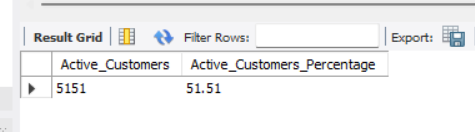 Result Grid Filter Rows: Export:
Active_Customers Active_Customers_Percentage
5151 51.51